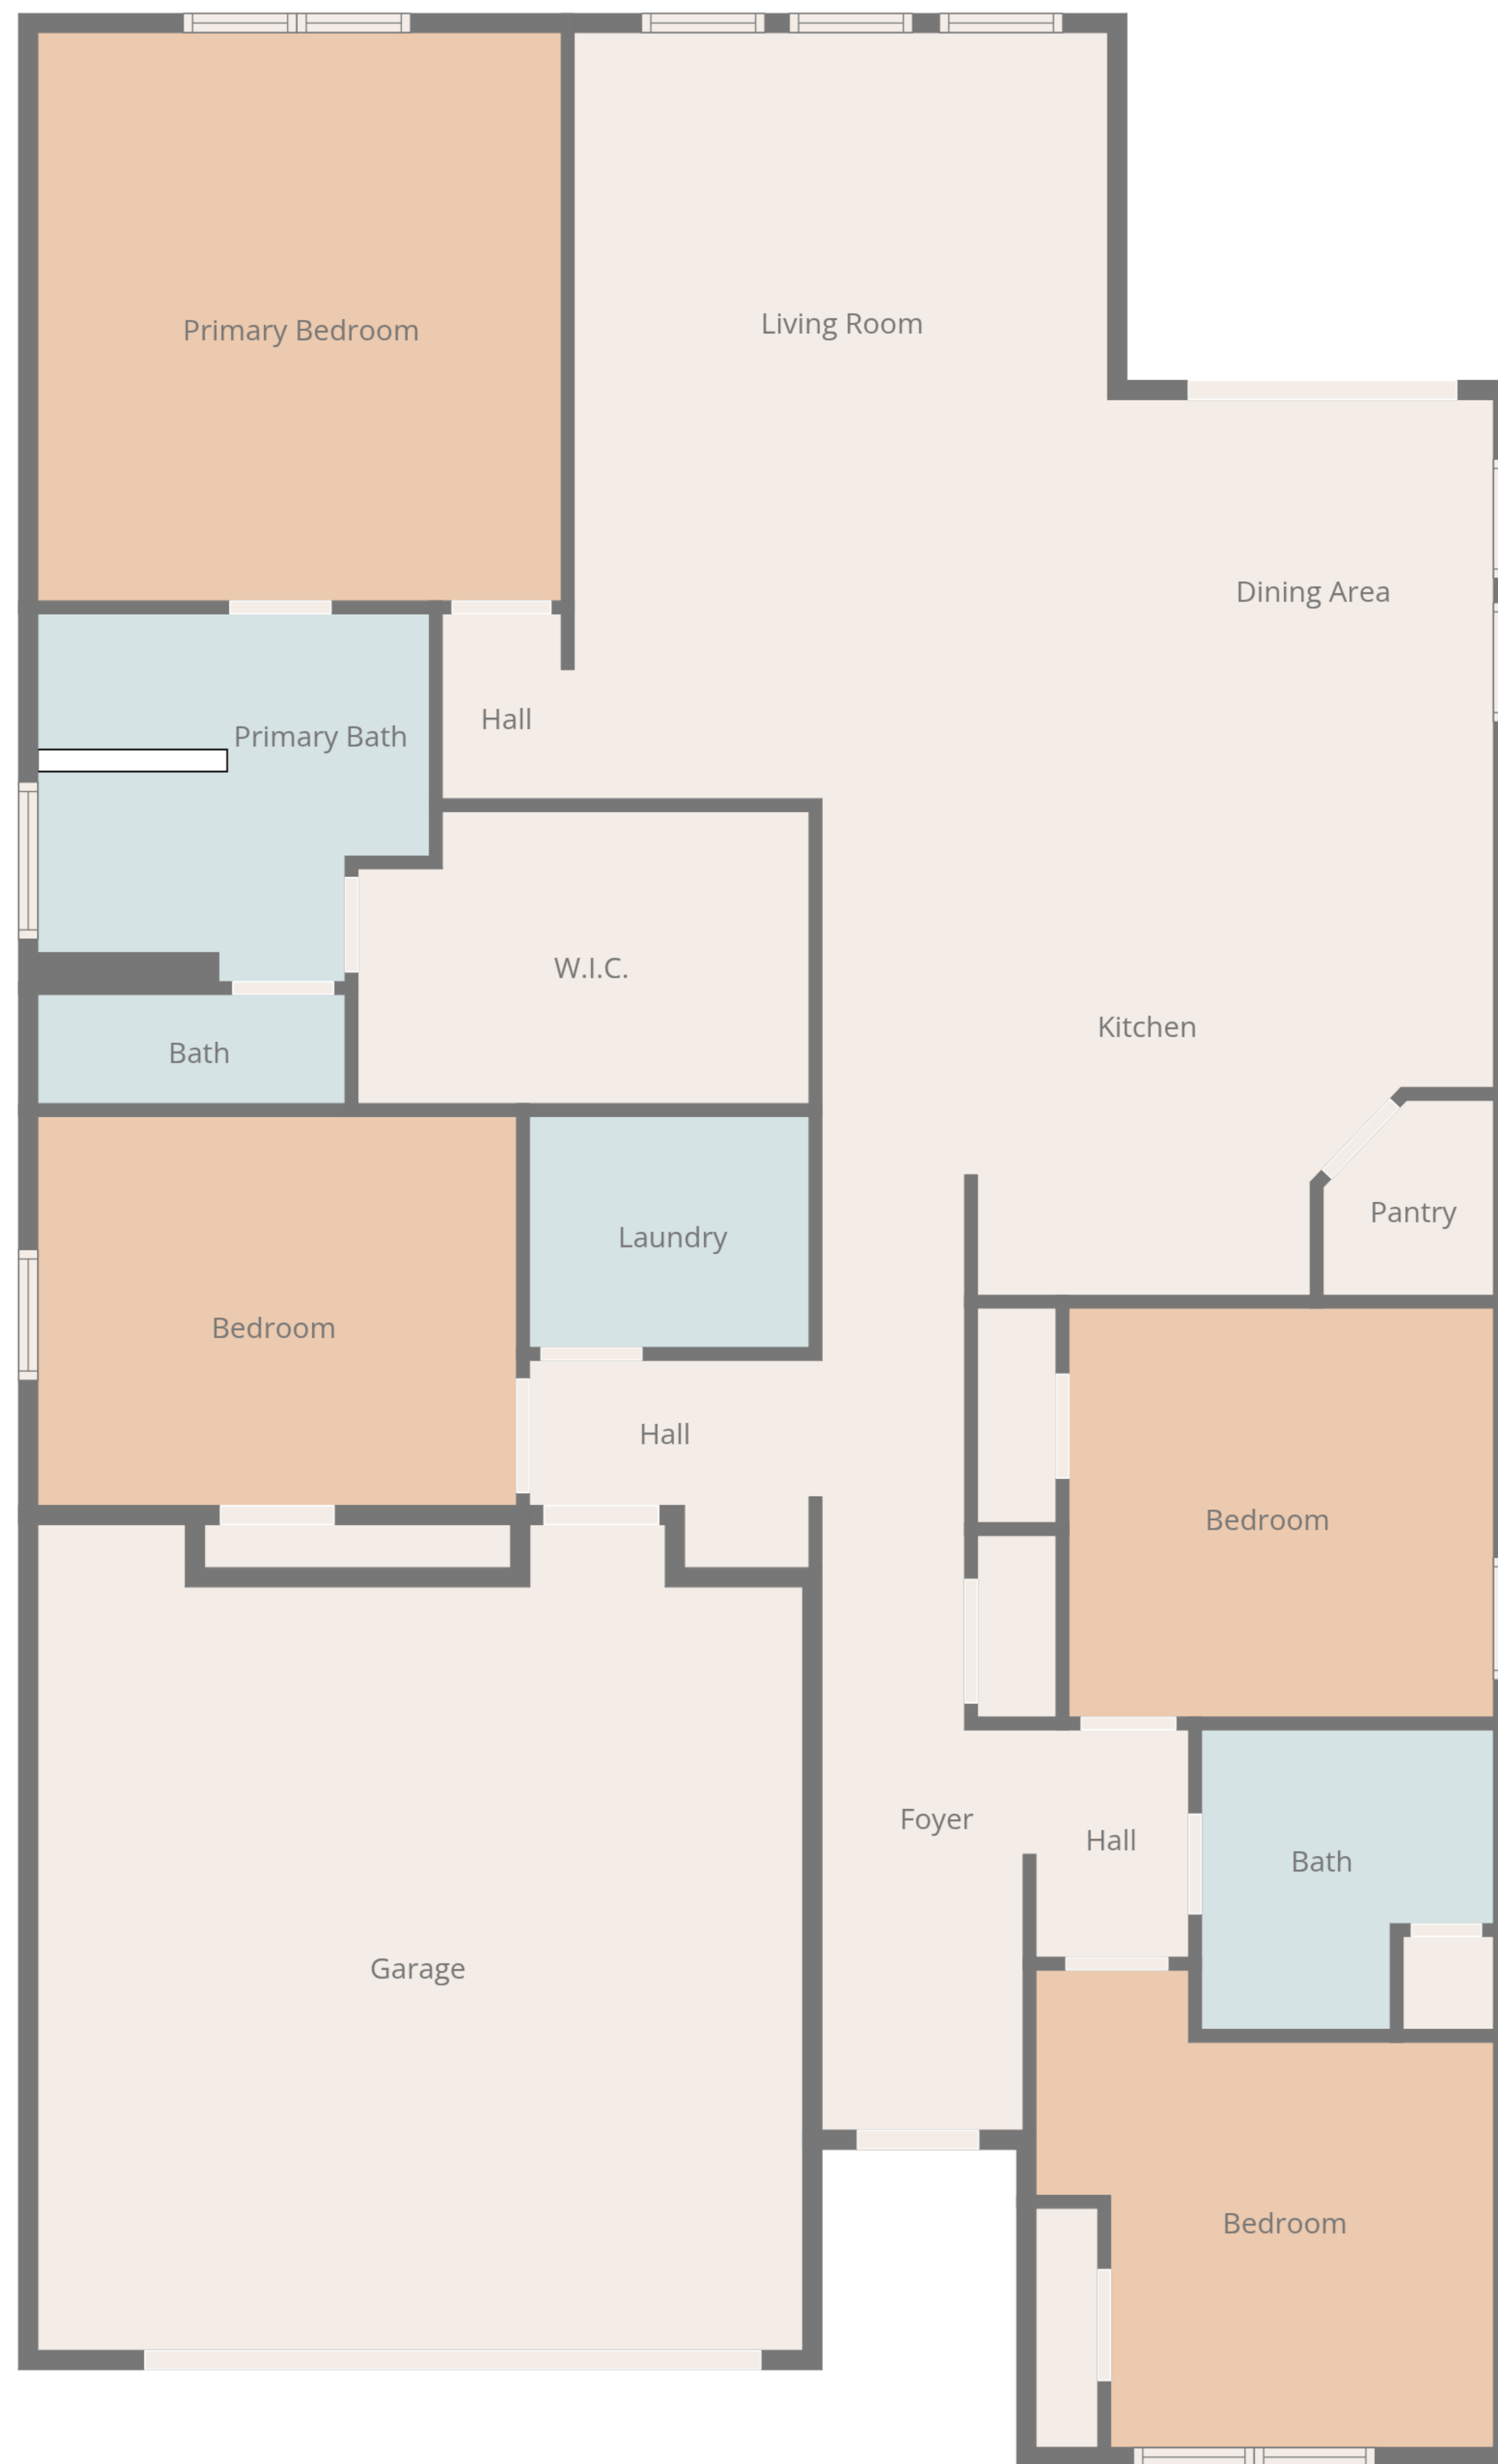 Living Room
Primary Bedroom
Dining Area
Hall
Primary Bath
W.I.C.
Kitchen
Bath
Pantry
Laundry
Bedroom
Hall
Bedroom
Foyer
Hall
Bath
Garage
Bedroom